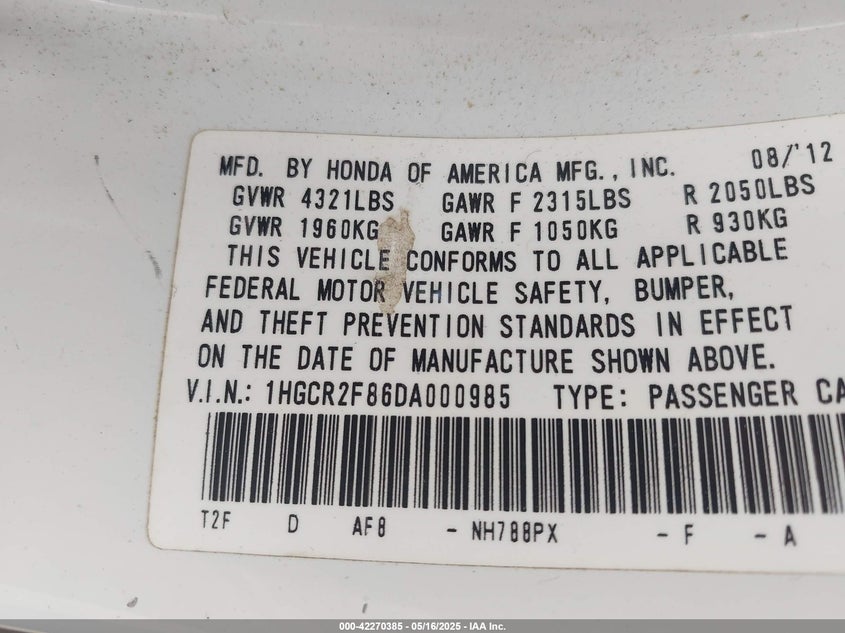 MFD. BY HONDA OF AMERICA MFG., INC. 08/'12
GVWR 4321LBS GAWR F 2315LBS R 2050LBS
GVWR 1960KG GAWR F 1050KG R 930KG
THIS VEHICLE CONFORMS TO ALL APPLICABLE
FEDERAL MOTOR VEHICLE SAFETY, BUMPER,
AND THEFT PREVENTION STANDARDS IN EFFECT
ON THE DATE OF MANUFACTURE SHOWN ABOVE.
V.I.N.: 1HGCR2F86DA000985 TYPE: PASSENGER CA
T2F D AF8 - NH788PX - F - A
000-42270385 - 05/16/2025 - IAA Inc.